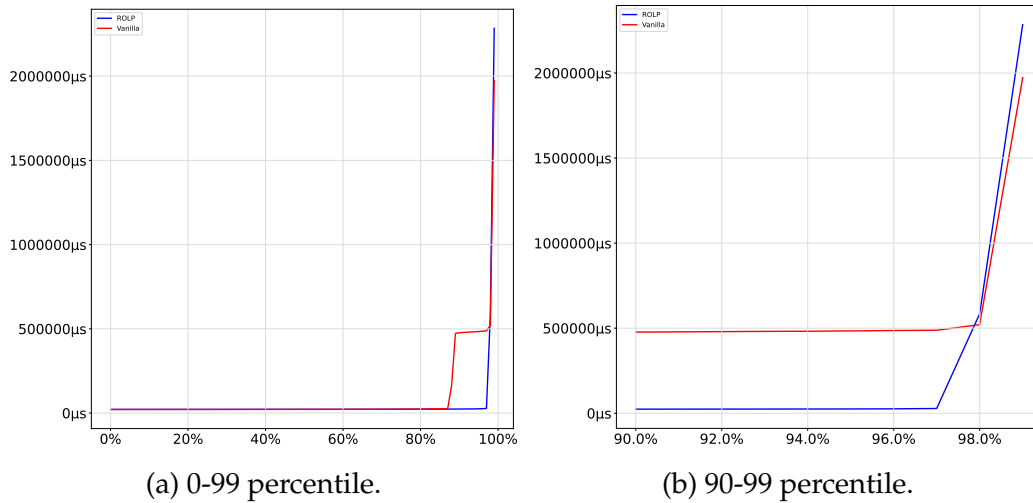 ROLP
Vanilla
2000000µs
1500000µs
1000000µs
500000µs
0µs
0%
20%
40%
60%
80%
100%
(a) 0-99 percentile.
ROLP
Vanilla
2000000µs
1500000µs
1000000µs
500000µs
0µs
90.0%
92.0%
94.0%
96.0%
98.0%
(b) 90-99 percentile.